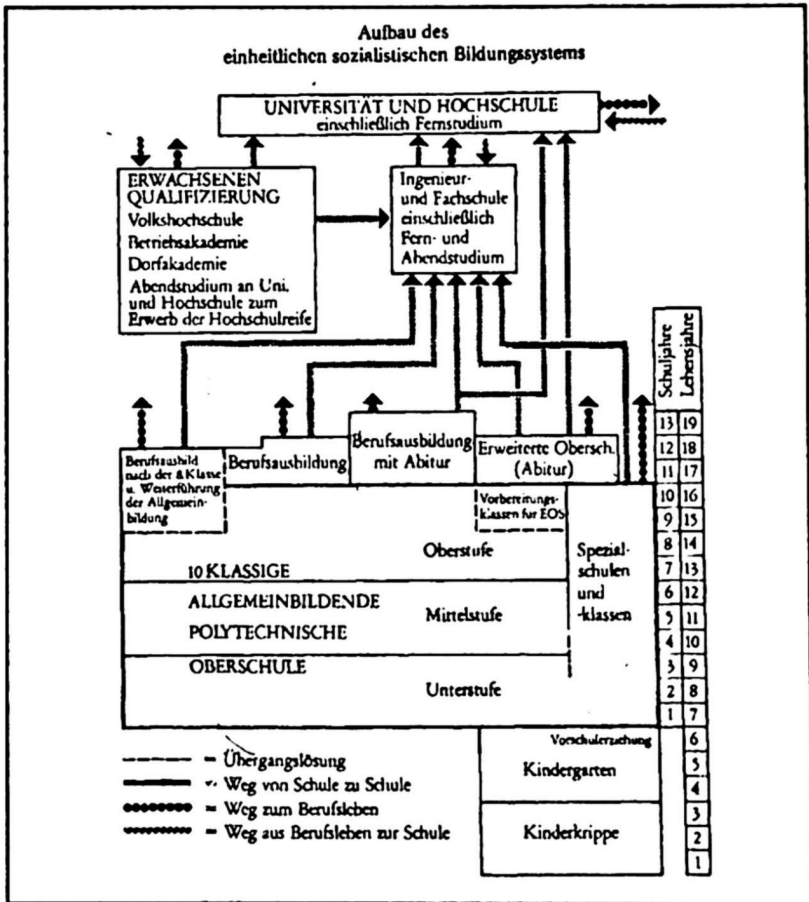 Aufbau des
einheitlichen sozialistischen Bildungssystems
UNIVERSITÄT UND HOCHSCHULE
einschließlich Fernstudium
ERWACHSENEN
QUALIFIZIERUNG
Volkshochschule
Betriebsakademie
Dorfakademie
Abendstudium an Uni.
und Hochschule zum
Erwerb der Hochschulreife
Ingenieur-
und Fachschule
einschließlich
Fern- und
Abendstudium
Schuljahre
Lebensjahre
13 19
12 18
11 17
10 16
9 15
8 14
7 13
6 12
5 11
4 10
3 9
2 8
1 7
6
5
4
3
2
1
Berufsausbild
nach der 8. Klasse
u. Weiterführung
der Allgemein-
bildung
Berufsausbildung
Berufsausbildung
mit Abitur
Erweiterte Obersch.
(Abitur)
Vorbereitungs-
klassen für EOS
Oberstufe
10 KLASSIGE
ALLGEMEINBILDENDE
Mittelstufe
POLYTECHNISCHE
OBERSCHULE
Unterstufe
Spezial-
schulen
und
-klassen
Vorschulerziehung
Kindergarten
Kinderkrippe
– Übergangslösung
– Weg von Schule zu Schule
– Weg zum Berufsleben
– Weg aus Berufsleben zur Schule